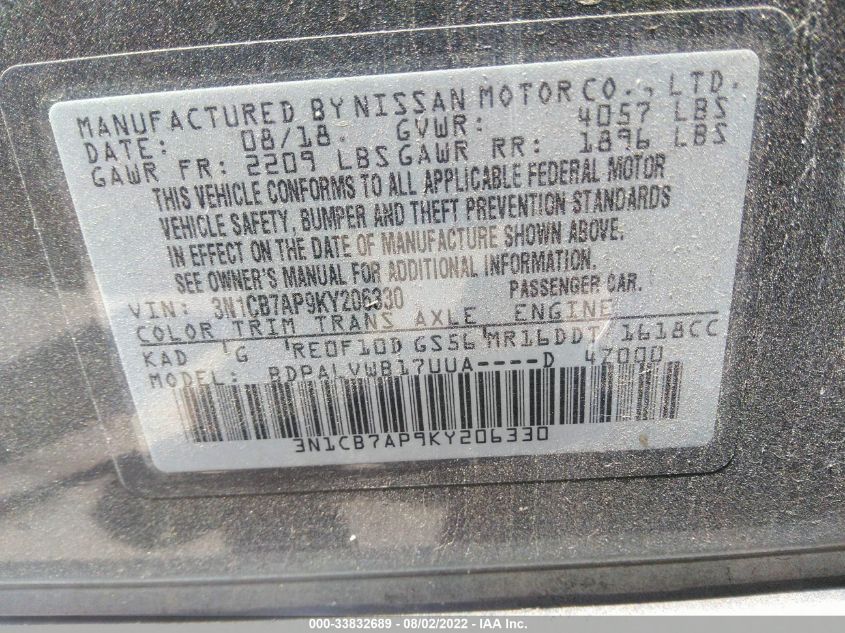 MANUFACTURED BY NISSAN MOTOR CO., LTD.
DATE: 08/18. GVWR: 4057 LBS
GAWR FR: 2209 LBS GAWR RR: 1896 LBS
THIS VEHICLE CONFORMS TO ALL APPLICABLE FEDERAL MOTOR
VEHICLE SAFETY, BUMPER AND THEFT PREVENTION STANDARDS
IN EFFECT ON THE DATE OF MANUFACTURE SHOWN ABOVE.
SEE OWNER'S MANUAL FOR ADDITIONAL INFORMATION.
VIN: 3N1CB7AP9KY206330 PASSENGER CAR.
COLOR TRIM TRANS AXLE ENGINE
KAD G RE0F10D GS56 MR16DDT 1618CC
MODEL: BDPALVWB17UUA----D 47000
3N1CB7AP9KY206330
000-33832689 - 08/02/2022 - IAA Inc.